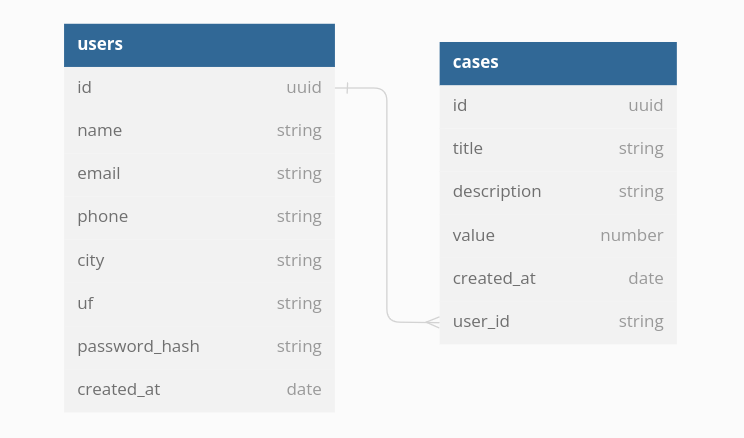 users
id uuid
name string
email string
phone string
city string
uf string
password_hash string
created_at date
cases
id uuid
title string
description string
value number
created_at date
user_id string